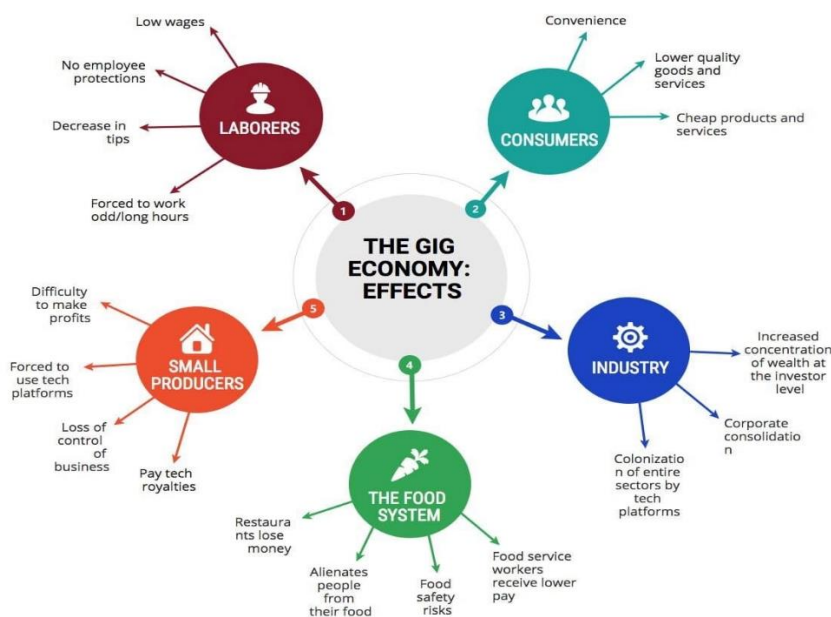 THE GIG
ECONOMY:
EFFECTS
1
LABORERS
Low wages
No employee
protections
Decrease in
tips
Forced to work
odd/long hours
2
CONSUMERS
Convenience
Lower quality
goods and
services
Cheap products and
services
3
INDUSTRY
Increased
concentration
of wealth at
the investor
level
Corporate
consolidatio
n
Colonizatio
n of entire
sectors by
tech
platforms
4
THE FOOD
SYSTEM
Restaura
nts lose
money
Alienates
people
from
their food
Food
safety
risks
Food service
workers
receive lower
pay
5
SMALL
PRODUCERS
Difficulty
to make
profits
Forced to
use tech
platforms
Loss of
control
of
business
Pay tech
royalties